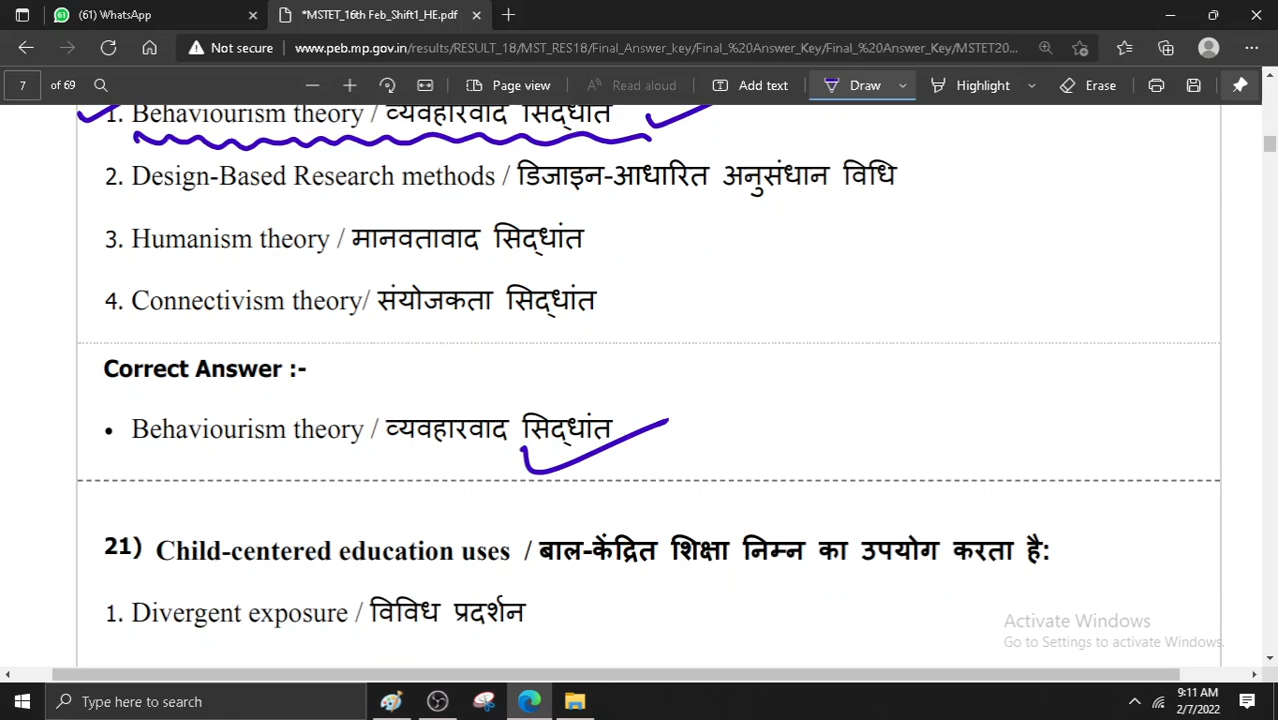 (61) WhatsApp
*MSTET_16th Feb_Shift1_HE.pdf
Not secure
www.peb.mp.gov.in/results/RESULT_18/MST_RES18/Final_Answer_key/Final_%20Answer_Key/Final_%20Answer_Key/MSTET20...
7 of 69
Page view
Read aloud
Add text
Draw
Highlight
Erase
1. Behaviourism theory / व्यवहारवाद सिद्धांत
2. Design-Based Research methods / डिजाइन-आधारित अनुसंधान विधि
3. Humanism theory / मानवतावाद सिद्धांत
4. Connectivism theory/ संयोजकता सिद्धांत
Correct Answer :-
• Behaviourism theory / व्यवहारवाद सिद्धांत
21) Child-centered education uses / बाल-केंद्रित शिक्षा निम्न का उपयोग करता है:
1. Divergent exposure / विविध प्रदर्शन
Activate Windows
Go to Settings to activate Windows.
Type here to search
9:11 AM
2/7/2022